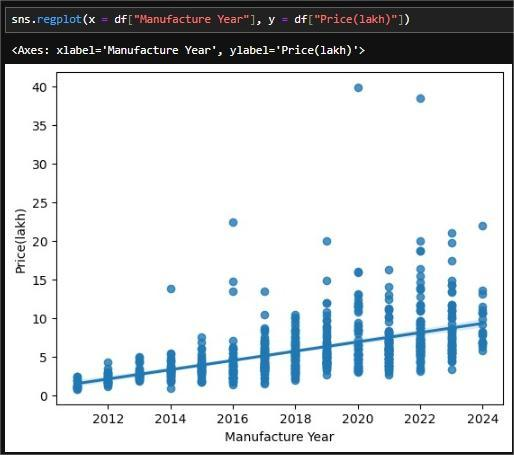 sns.regplot(x = df["Manufacture Year"], y = df["Price(lakh)"])
<Axes: xlabel='Manufacture Year', ylabel='Price(lakh)'>
40
35
30
25
20
15
10
5
0
Price(lakh)
2012 2014 2016 2018 2020 2022 2024
Manufacture Year